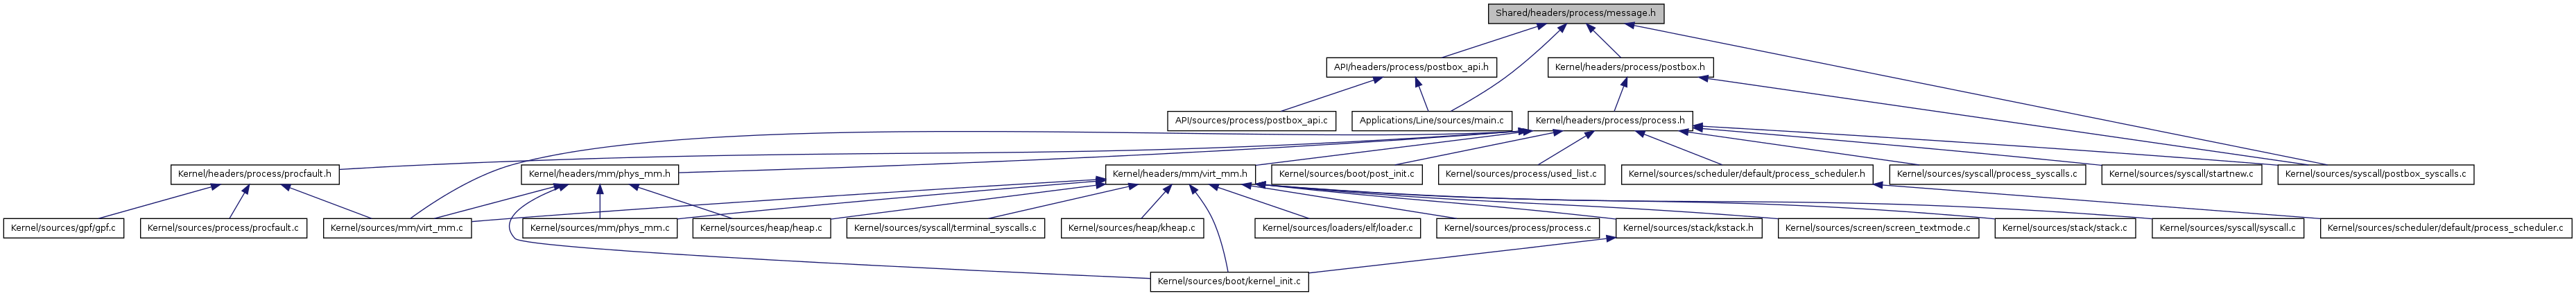 Shared/headers/process/message.h
API/headers/process/postbox_api.h
Kernel/headers/process/postbox.h
API/sources/process/postbox_api.c
Applications/Line/sources/main.c
Kernel/headers/process/process.h
Kernel/headers/process/procfault.h
Kernel/headers/mm/phys_mm.h
Kernel/headers/mm/virt_mm.h
Kernel/sources/boot/post_init.c
Kernel/sources/process/used_list.c
Kernel/sources/scheduler/default/process_scheduler.h
Kernel/sources/syscall/process_syscalls.c
Kernel/sources/syscall/startnew.c
Kernel/sources/syscall/postbox_syscalls.c
Kernel/sources/gpf/gpf.c
Kernel/sources/process/procfault.c
Kernel/sources/mm/virt_mm.c
Kernel/sources/mm/phys_mm.c
Kernel/sources/heap/heap.c
Kernel/sources/syscall/terminal_syscalls.c
Kernel/sources/heap/kheap.c
Kernel/sources/loaders/elf/loader.c
Kernel/sources/process/process.c
Kernel/sources/stack/kstack.h
Kernel/sources/screen/screen_textmode.c
Kernel/sources/stack/stack.c
Kernel/sources/syscall/syscall.c
Kernel/sources/scheduler/default/process_scheduler.c
Kernel/sources/boot/kernel_init.c